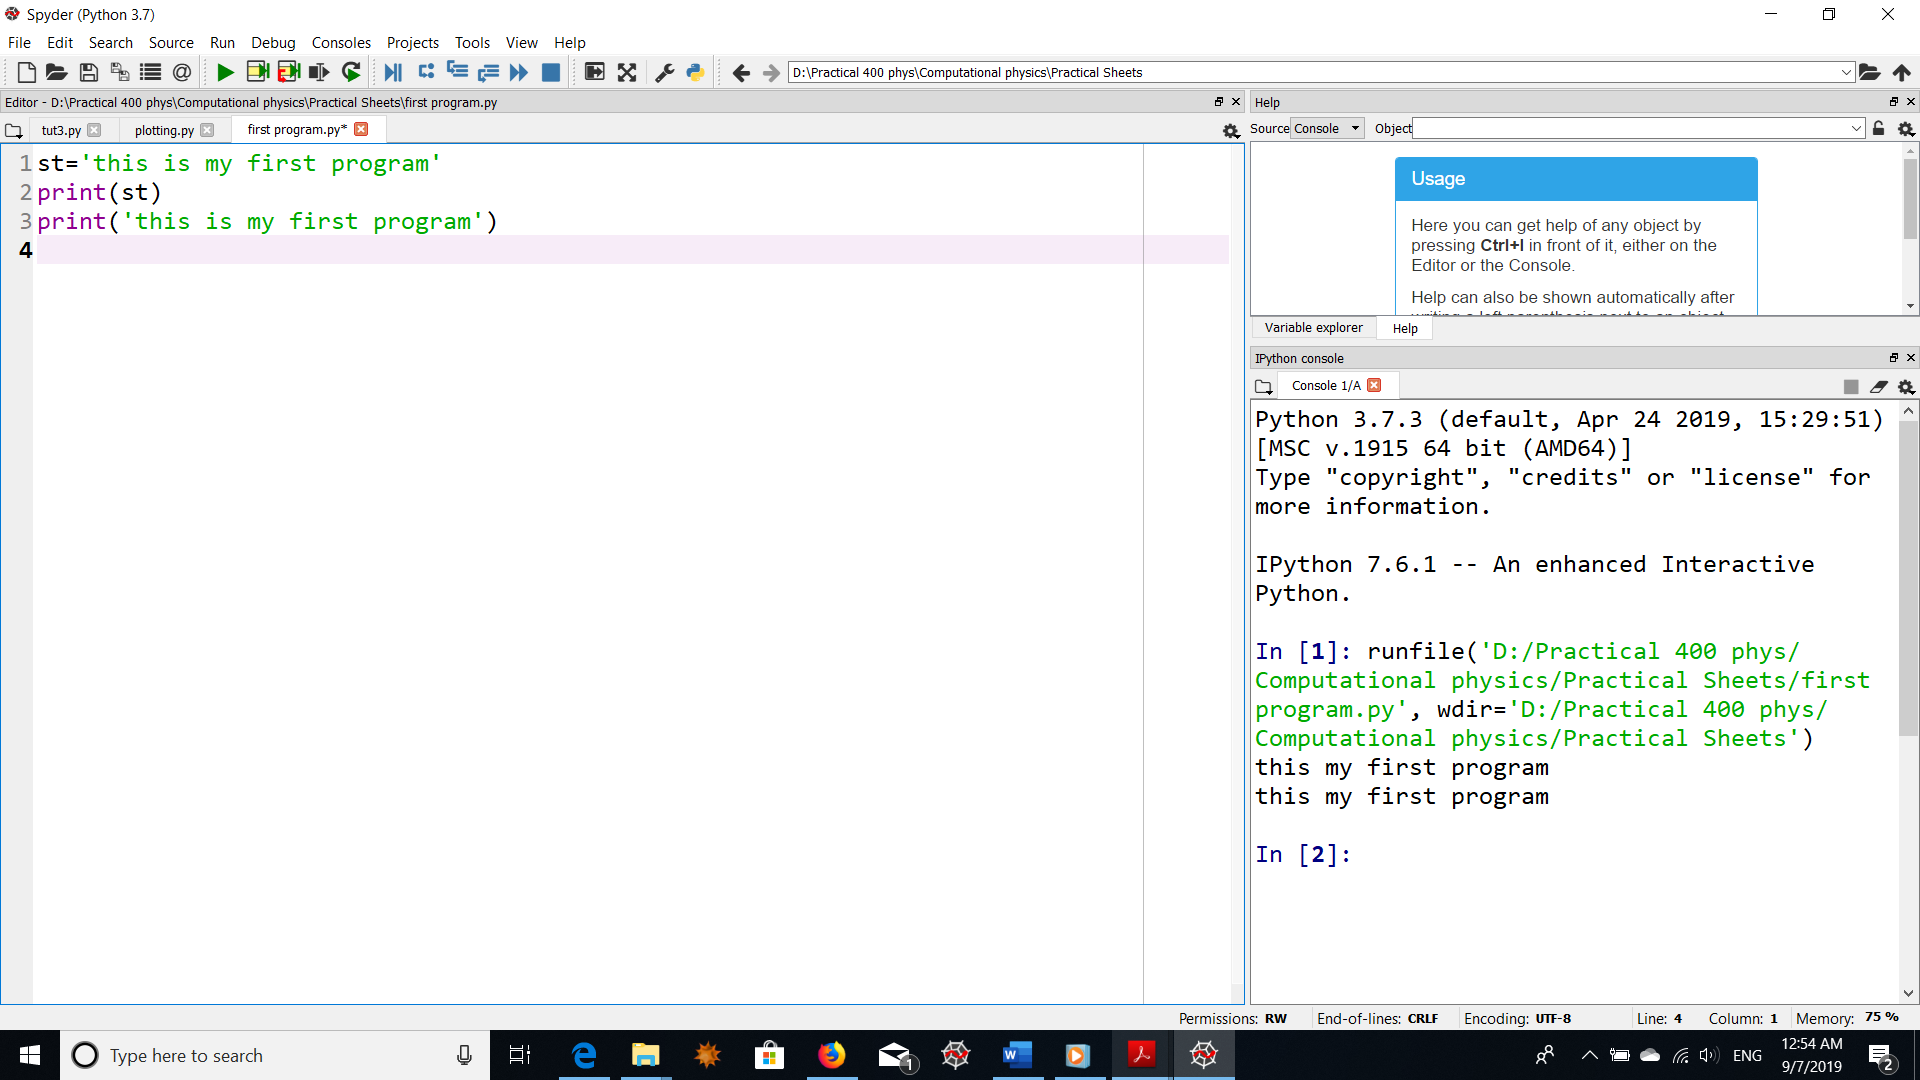 Spyder (Python 3.7)
File Edit Search Source Run Debug Consoles Projects Tools View Help
D:\Practical 400 phys\Computational physics\Practical Sheets
Editor - D:\Practical 400 phys\Computational physics\Practical Sheets\first program.py
tut3.py plotting.py first program.py*
1 st='this is my first program'
2 print(st)
3 print('this is my first program')
4
Help
Source Console Object
Usage
Here you can get help of any object by
pressing Ctrl+I in front of it, either on the
Editor or the Console.
Help can also be shown automatically after
writing a left parenthesis next to an object.
Variable explorer Help
IPython console
Console 1/A
Python 3.7.3 (default, Apr 24 2019, 15:29:51)
[MSC v.1915 64 bit (AMD64)]
Type "copyright", "credits" or "license" for
more information.
IPython 7.6.1 -- An enhanced Interactive
Python.
In [1]: runfile('D:/Practical 400 phys/
Computational physics/Practical Sheets/first
program.py', wdir='D:/Practical 400 phys/
Computational physics/Practical Sheets')
this my first program
this my first program
In [2]:
Permissions: RW End-of-lines: CRLF Encoding: UTF-8 Line: 4 Column: 1 Memory: 75 %
Type here to search
1
ENG
12:54 AM
9/7/2019
2